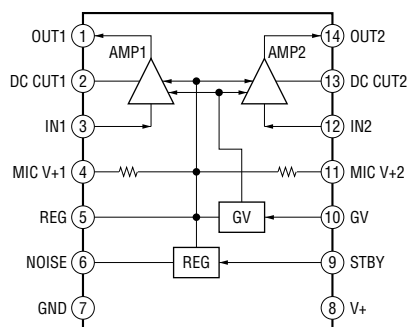 OUT1 1 AMP1 AMP2 14 OUT2
DC CUT1 2 13 DC CUT2
IN1 3 12 IN2
MIC V+1 4 11 MIC V+2
REG 5 GV 10 GV
NOISE 6 REG 9 STBY
GND 7 8 V+